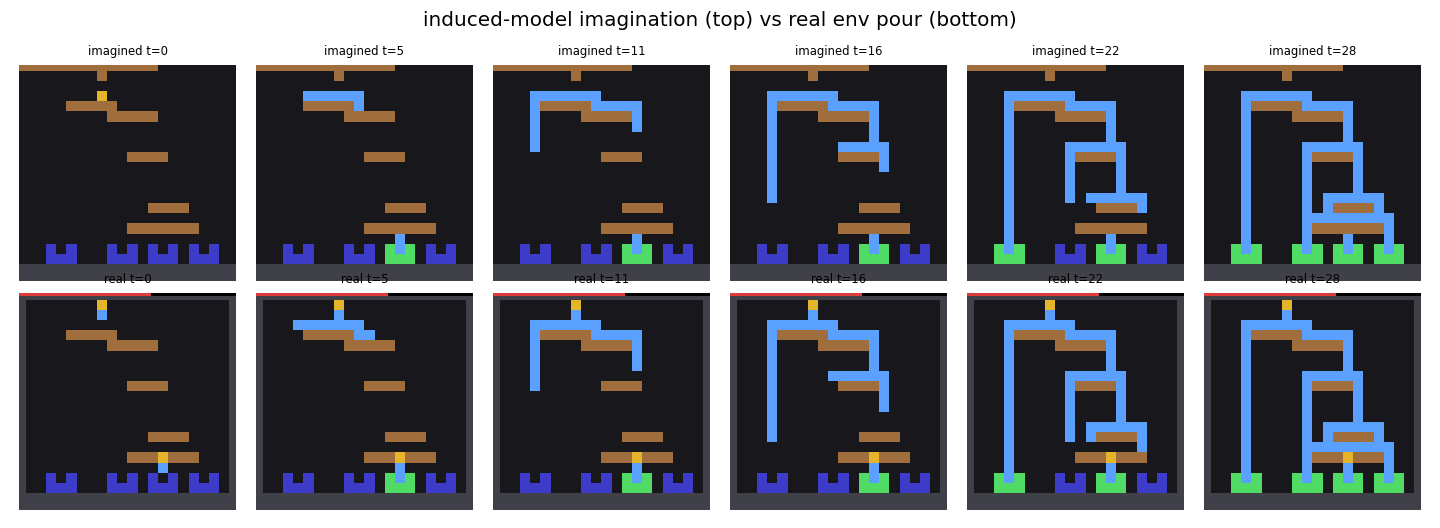 induced-model imagination (top) vs real env pour (bottom)
imagined t=0
imagined t=5
imagined t=11
imagined t=16
imagined t=22
imagined t=28
real t=0
real t=5
real t=11
real t=16
real t=22
real t=28